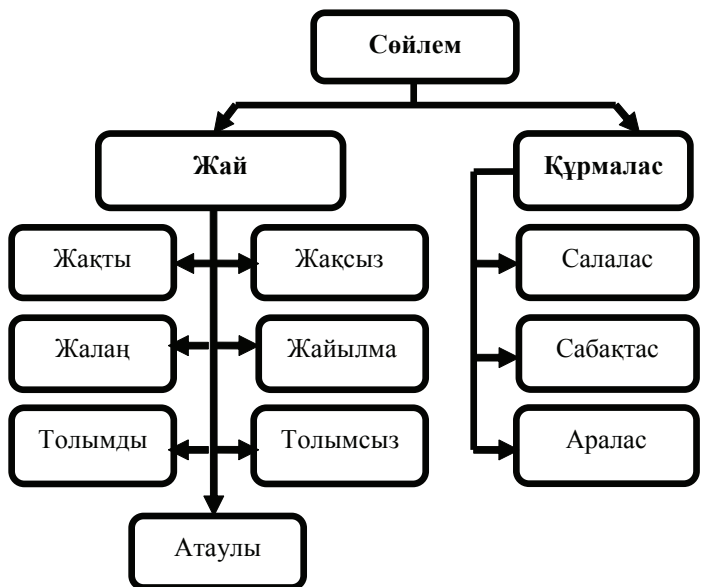 Сөйлем
Жай
Құрмалас
Жақты
Жақсыз
Салалас
Жалаң
Жайылма
Сабақтас
Толымды
Толымсыз
Аралас
Атаулы